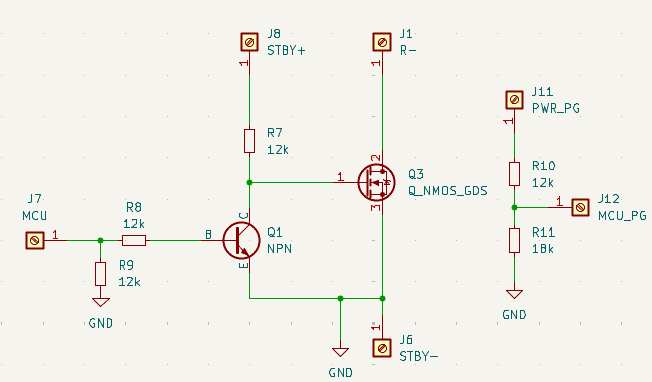 J8
STBY+
1
J1
R-
1
J11
PWR_PG
1
R7
12k
2
1
Q3
Q_NMOS_GDS
3
R10
12k
J12
MCU_PG
1
R11
18k
GND
J7
MCU
1
R8
12k
R9
12k
GND
B
C
Q1
NPN
E
1
J6
STBY-
GND